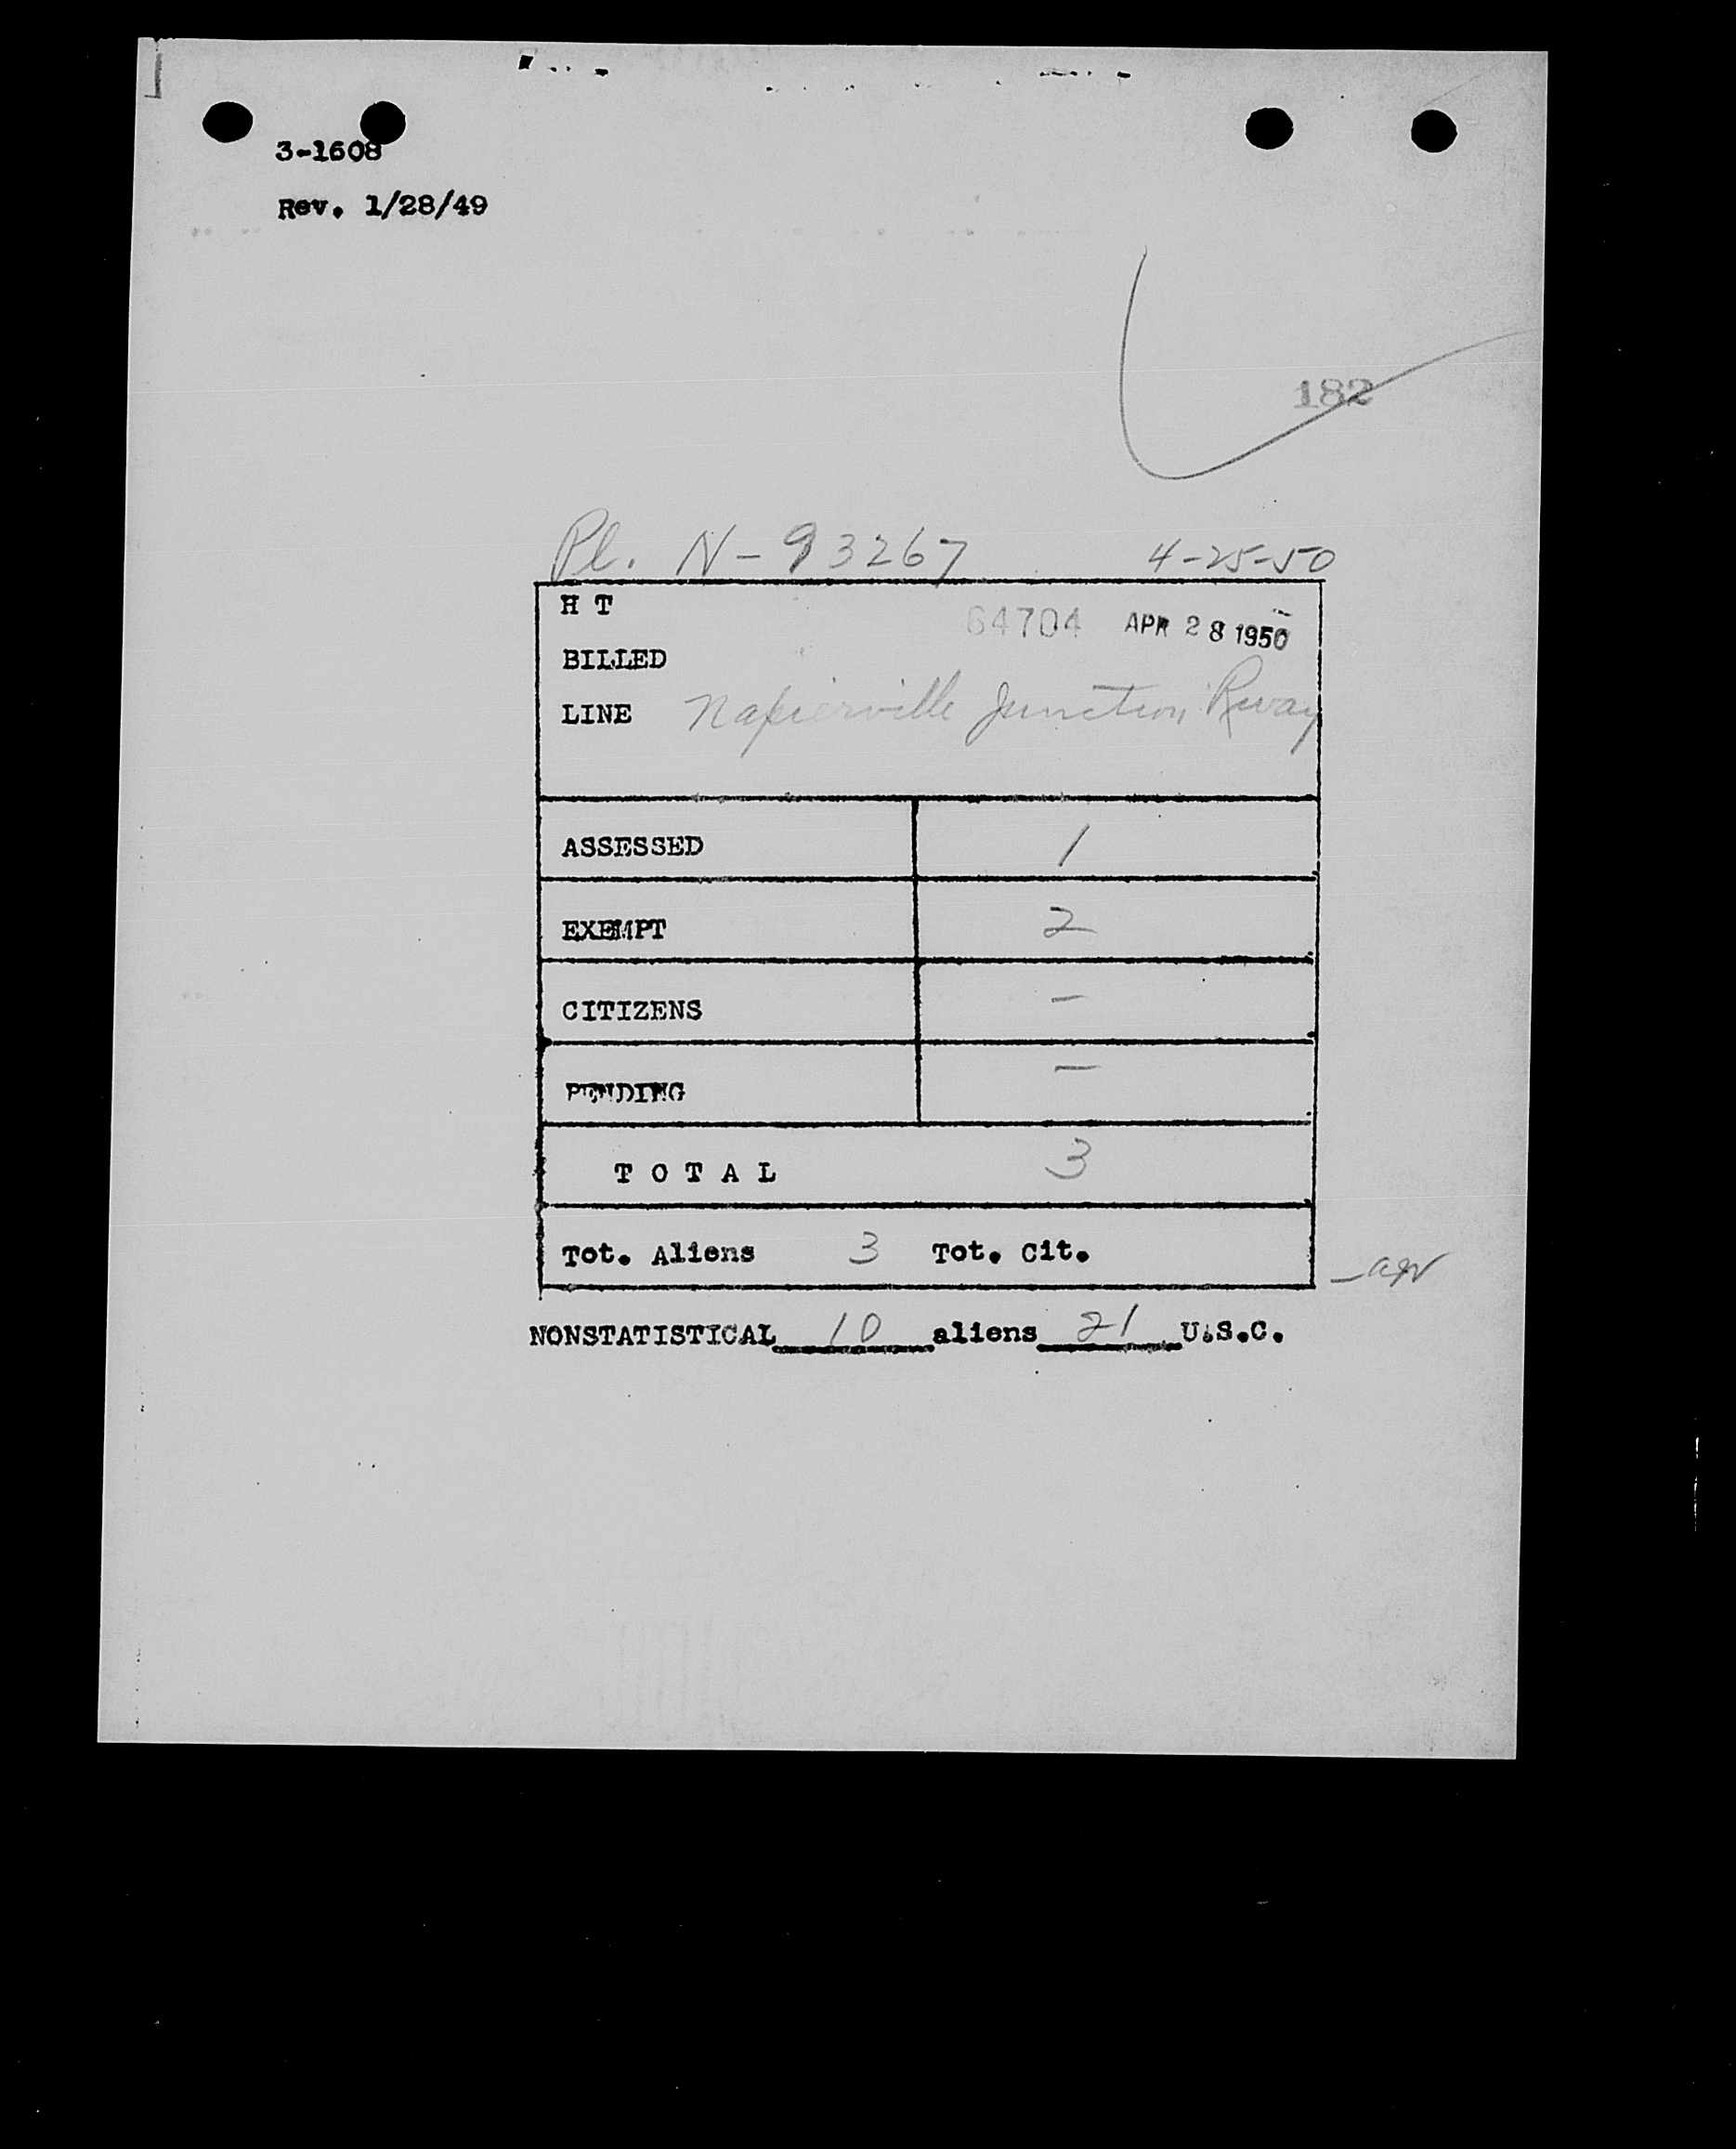 3-1608
Rev. 1/28/49
182
Pl. N-93267 4-25-50
H T 64704 APR 28 1950
BILLED
LINE Napierville Junction Rway
ASSESSED 1
EXEMPT 2
CITIZENS -
PENDING -
T O T A L 3
Tot. Aliens 3 Tot. Cit.
NONSTATISTICAL 10 aliens 21 U.S.C.